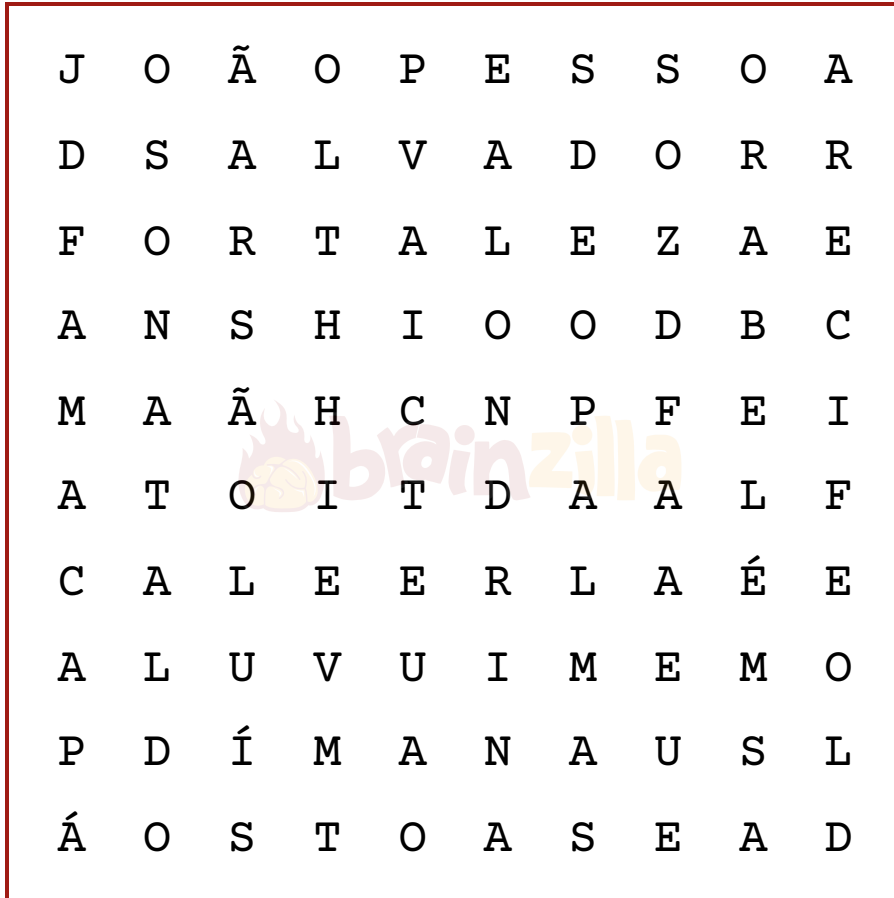 J O Ã O P E S S O A
D S A L V A D O R R
F O R T A L E Z A E
A N S H I O O D B C
M A Ã H C N P F E I
A T O I T D A A L F
C A L E E R L A É E
A L U V U I M E M O
P D Í M A N A U S L
Á O S T O A S E A D
brainzilla